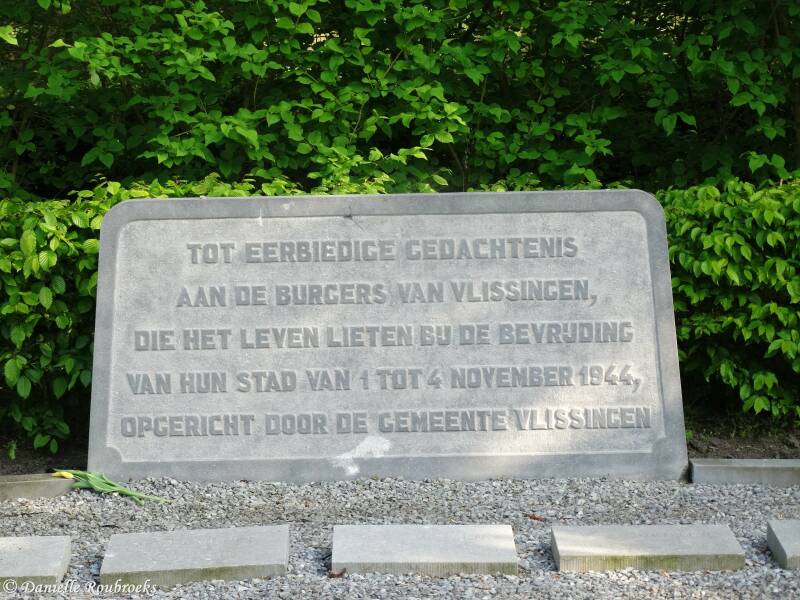 TOT EERBIEDIGE GEDACHTENIS
AAN DE BURGERS VAN VLISSINGEN,
DIE HET LEVEN LIETEN BIJ DE BEVRIJDING
VAN HUN STAD VAN 1 TOT 4 NOVEMBER 1944,
OPGERICHT DOOR DE GEMEENTE VLISSINGEN
© Danielle Roubroeks